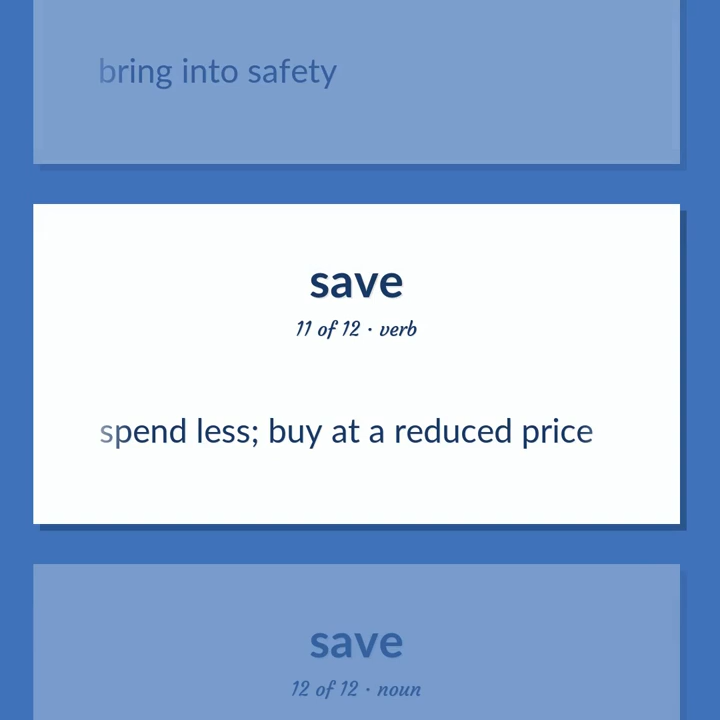 bring into safety
save
11 of 12 · verb
spend less; buy at a reduced price
save
12 of 12 · noun